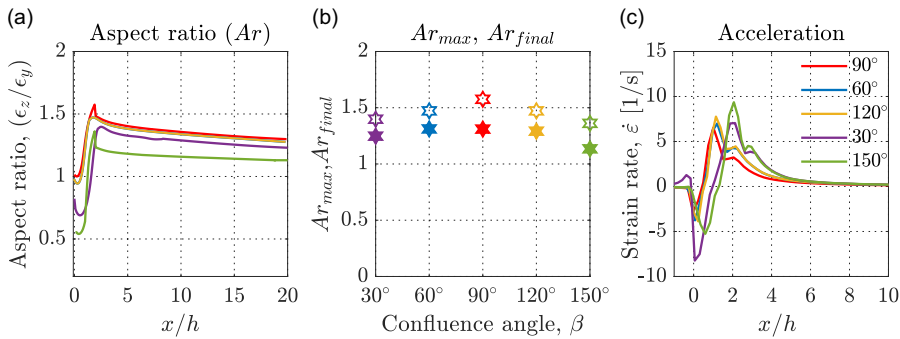 (a)
Aspect ratio (Ar)
Aspect ratio, (ϵz/ϵy)
2
1.5
1
0.5
0 5 10 15 20
x/h
(b)
Ar_max, Ar_final
Ar_max, Ar_final
2
1.5
1
0.5
0
30° 60° 90° 120° 150°
Confluence angle, β
(c)
Acceleration
Strain rate, ε̇ [1/s]
15
10
5
0
-5
-10
0 2 4 6 8 10
x/h
90°
60°
120°
30°
150°